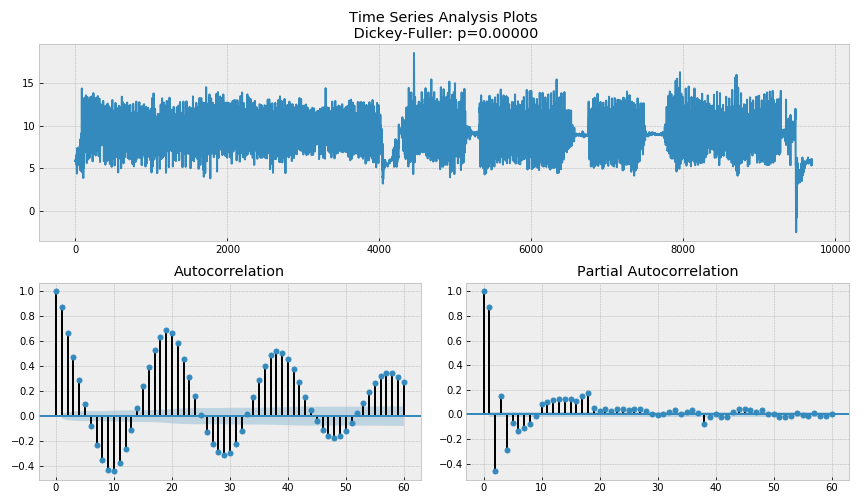 Time Series Analysis Plots
Dickey-Fuller: p=0.00000
15
10
5
0
0 2000 4000 6000 8000 10000
Autocorrelation
1.0
0.8
0.6
0.4
0.2
0.0
−0.2
−0.4
0 10 20 30 40 50 60
Partial Autocorrelation
1.0
0.8
0.6
0.4
0.2
0.0
−0.2
−0.4
0 10 20 30 40 50 60